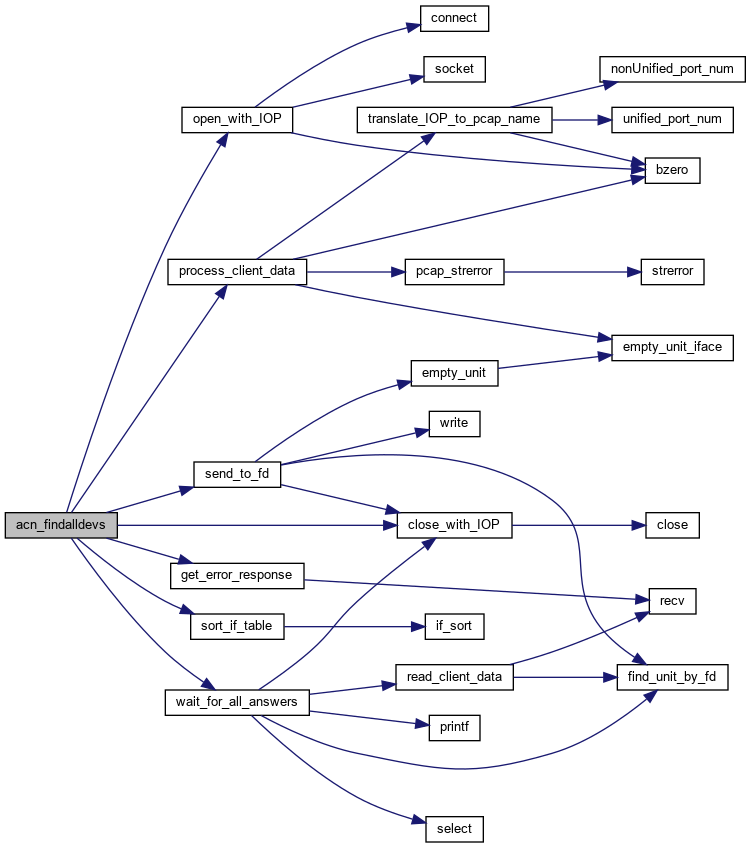 connect
socket
nonUnified_port_num
open_with_IOP
translate_IOP_to_pcap_name
unified_port_num
bzero
process_client_data
pcap_strerror
strerror
empty_unit_iface
empty_unit
write
send_to_fd
acn_findalldevs
close_with_IOP
close
get_error_response
recv
sort_if_table
if_sort
read_client_data
find_unit_by_fd
wait_for_all_answers
printf
select